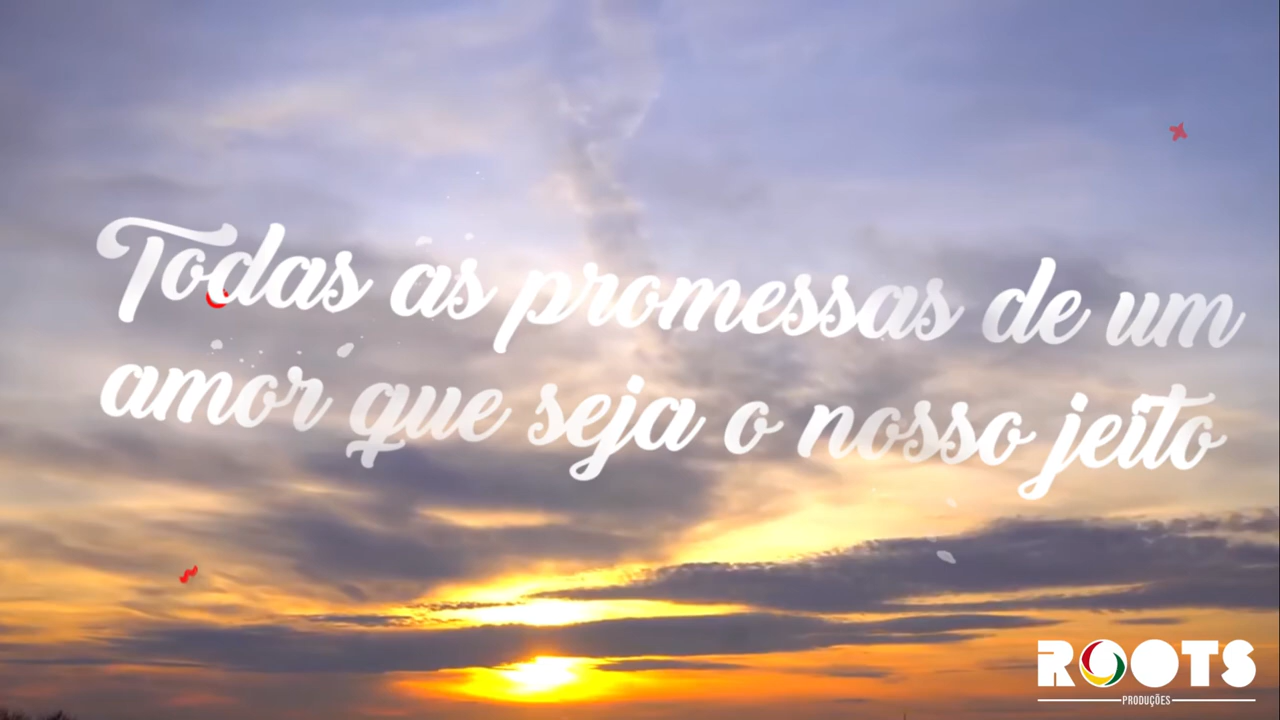 Todas as promessas de um
amor que seja o nosso jeito
ROOTS
PRODUÇÕES